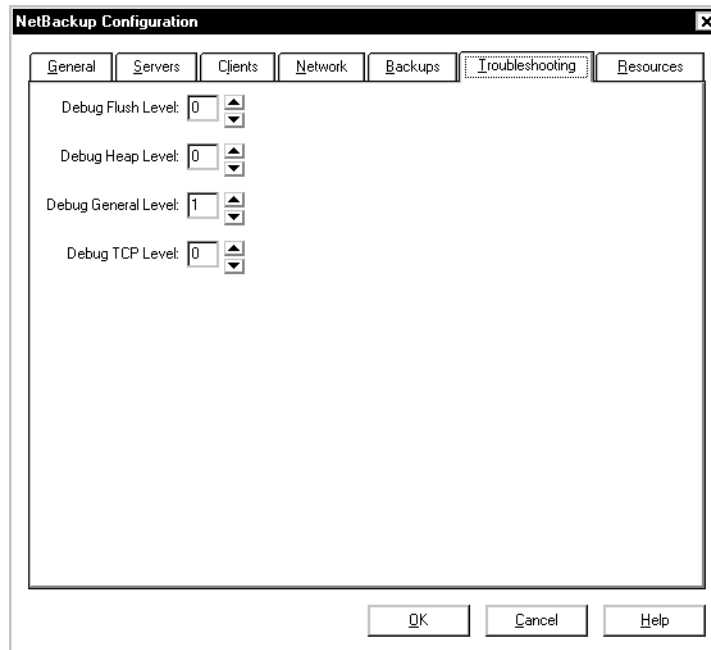 NetBackup Configuration
General Servers Clients Network Backups Troubleshooting Resources
Debug Flush Level: 0
Debug Heap Level: 0
Debug General Level: 1
Debug TCP Level: 0
OK Cancel Help